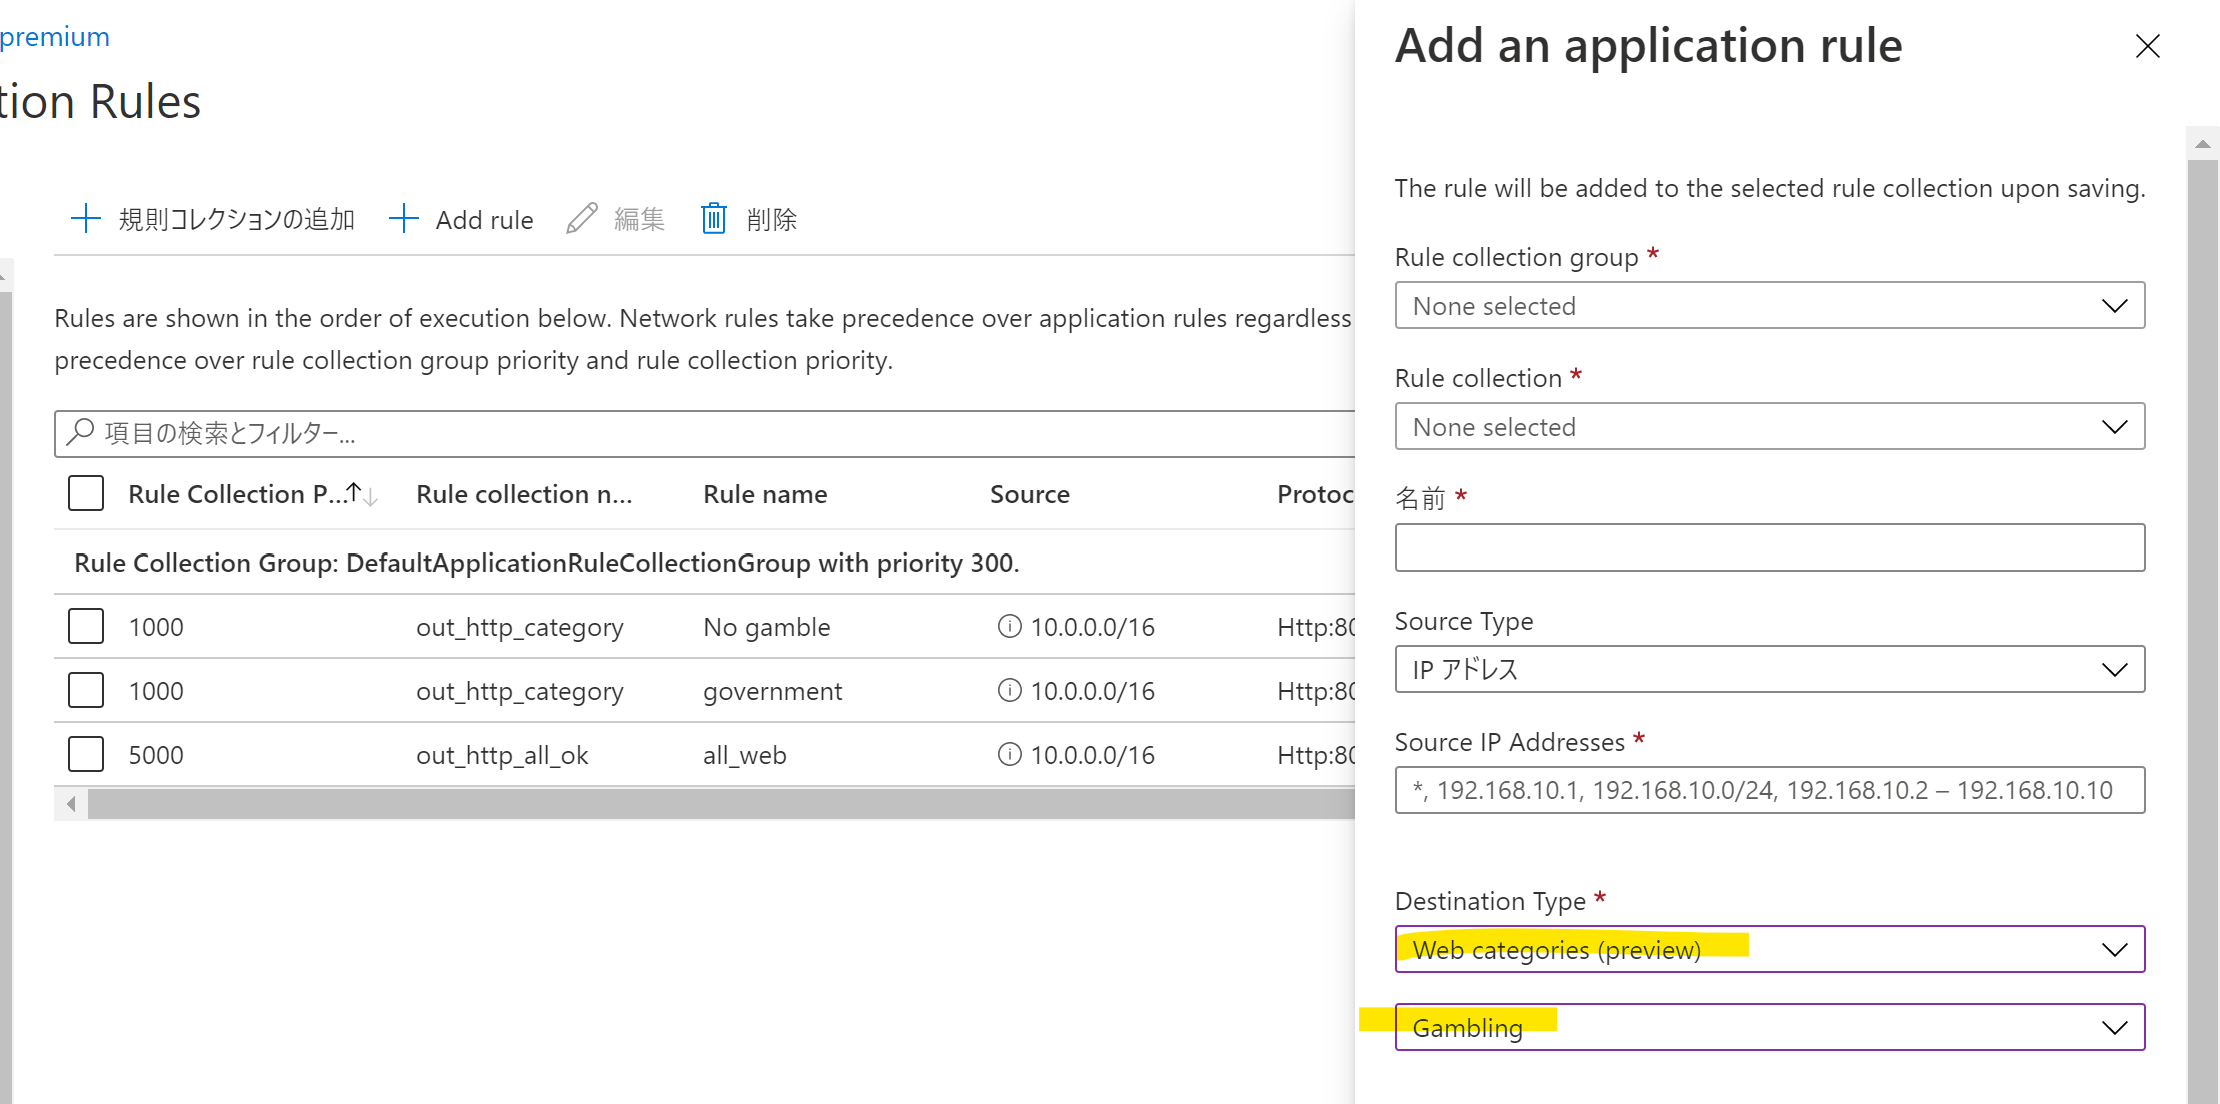 premium
tion Rules
規則コレクションの追加 Add rule 編集 削除
Rules are shown in the order of execution below. Network rules take precedence over application rules regardless
precedence over rule collection group priority and rule collection priority.
項目の検索とフィルター...
Rule Collection P... Rule collection n... Rule name Source Protoc
Rule Collection Group: DefaultApplicationRuleCollectionGroup with priority 300.
1000 out_http_category No gamble 10.0.0.0/16 Http:80
1000 out_http_category government 10.0.0.0/16 Http:80
5000 out_http_all_ok all_web 10.0.0.0/16 Http:80
Add an application rule
The rule will be added to the selected rule collection upon saving.
Rule collection group *
None selected
Rule collection *
None selected
名前 *
Source Type
IP アドレス
Source IP Addresses *
*, 192.168.10.1, 192.168.10.0/24, 192.168.10.2 – 192.168.10.10
Destination Type *
Web categories (preview)
Gambling